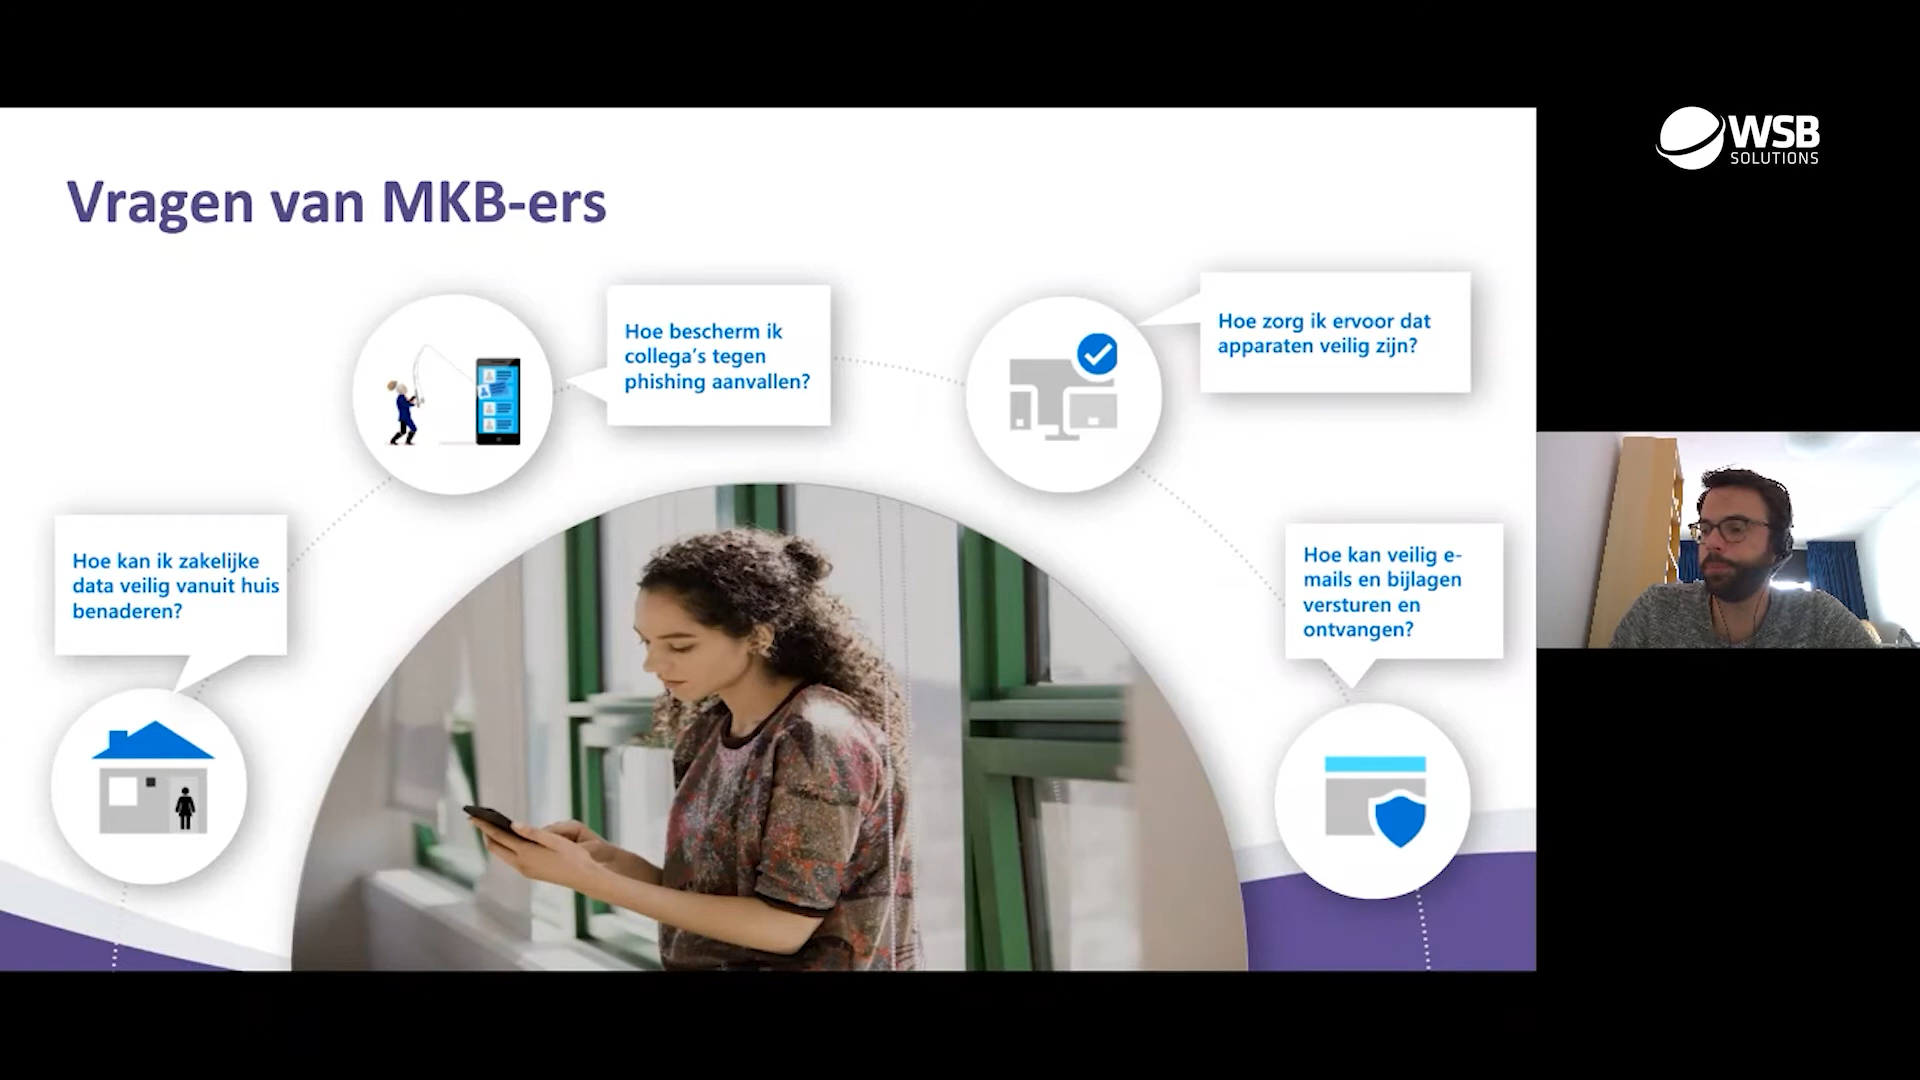 WSB
SOLUTIONS
Vragen van MKB-ers
Hoe kan ik zakelijke
data veilig vanuit huis
benaderen?
Hoe bescherm ik
collega's tegen
phishing aanvallen?
Hoe zorg ik ervoor dat
apparaten veilig zijn?
Hoe kan veilig e-
mails en bijlagen
versturen en
ontvangen?